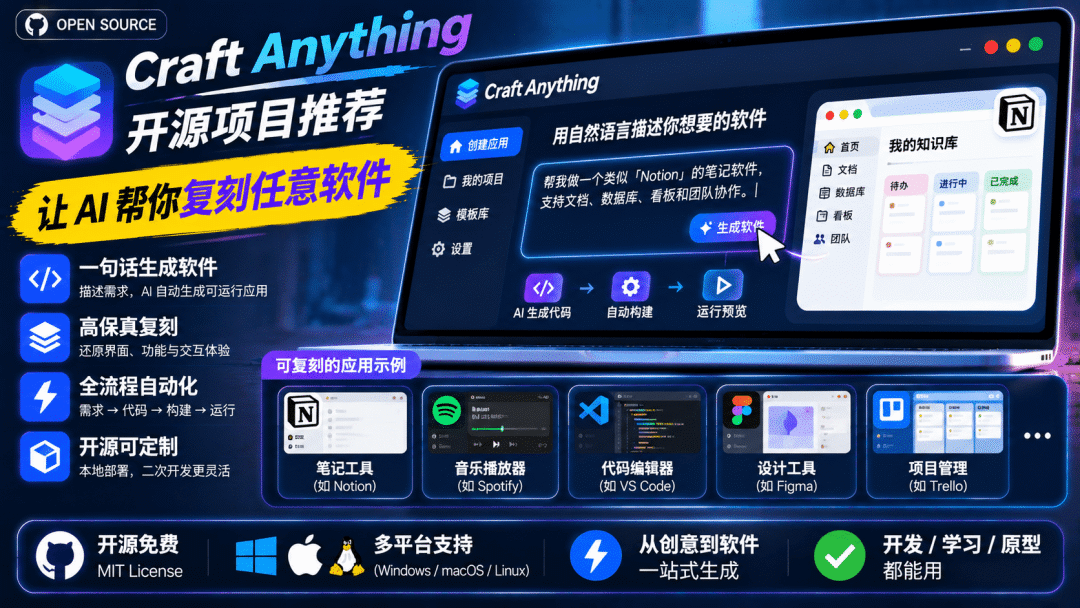 OPEN SOURCE
Craft Anything
开源项目推荐
让 AI 帮你复刻任意软件
一句话生成软件
描述需求，AI 自动生成可运行应用
高保真复刻
还原界面、功能与交互体验
全流程自动化
需求 → 代码 → 构建 → 运行
开源可定制
本地部署，二次开发更灵活
Craft Anything
创建应用
我的项目
模板库
设置
用自然语言描述你想要的软件
帮我做一个类似「Notion」的笔记软件，
支持文档、数据库、看板和团队协作。|
生成软件
AI 生成代码
自动构建
运行预览
首页
文档
数据库
看板
团队
我的知识库
待办
进行中
已完成
可复刻的应用示例
笔记工具
(如 Notion)
音乐播放器
(如 Spotify)
代码编辑器
(如 VS Code)
设计工具
(如 Figma)
项目管理
(如 Trello)
•••
开源免费
MIT License
多平台支持
(Windows / macOS / Linux)
从创意到软件
一站式生成
开发 / 学习 / 原型
都能用